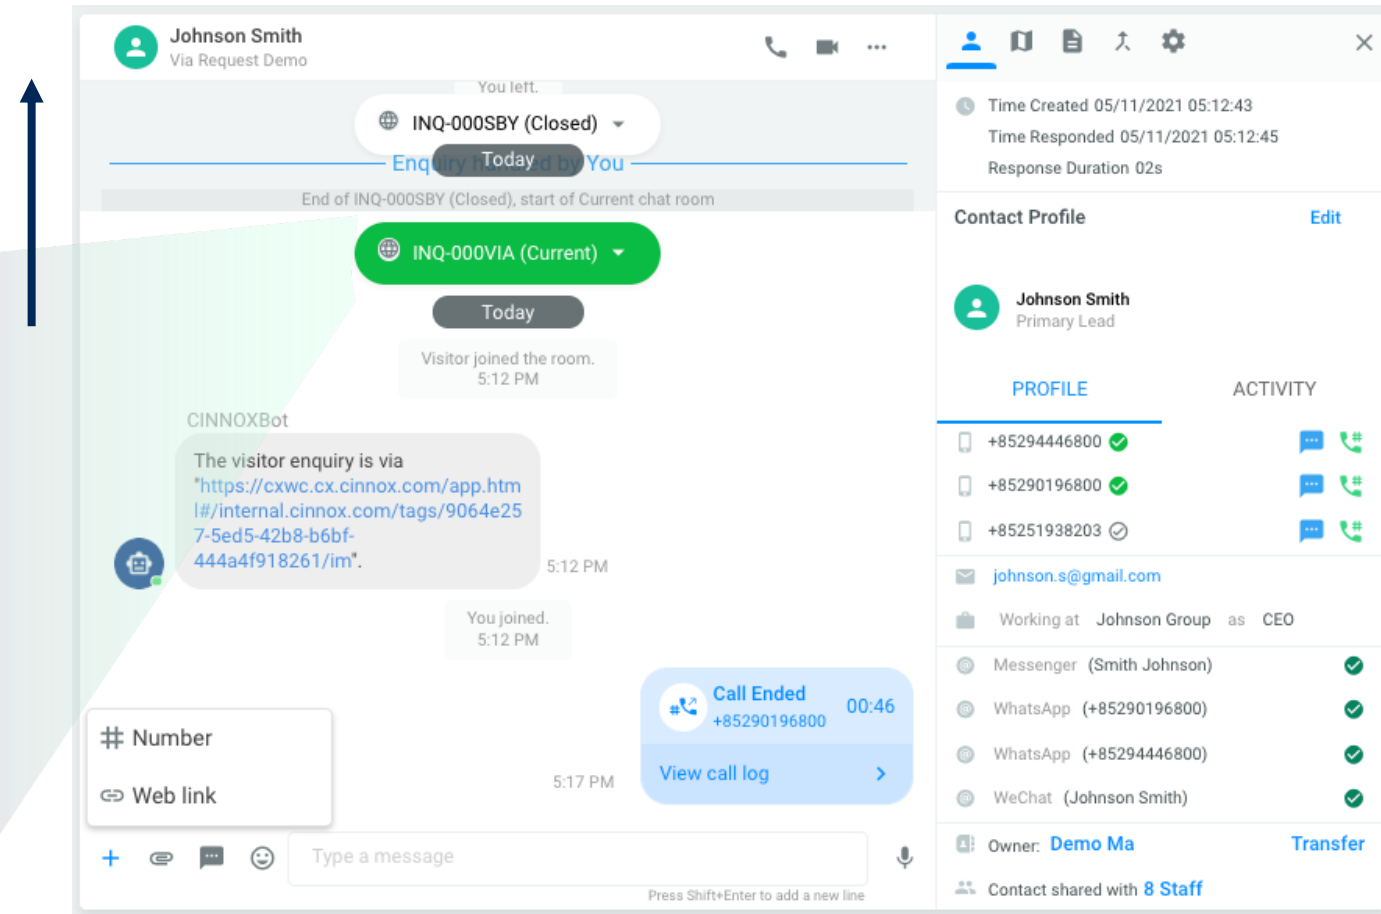 Johnson Smith
Via Request Demo
You left.
INQ-000SBY (Closed)
Enquiry handled by You
Today
End of INQ-000SBY (Closed), start of Current chat room
INQ-000VIA (Current)
Today
Visitor joined the room.
5:12 PM
CINNOXBot
The visitor enquiry is via
"https://cxwc.cx.cinnox.com/app.htm
l#/internal.cinnox.com/tags/9064e25
7-5ed5-42b8-b6bf-
444a4f918261/im".
5:12 PM
You joined.
5:12 PM
Call Ended
+85290196800
00:46
View call log
5:17 PM
# Number
Web link
Type a message
Press Shift+Enter to add a new line
Time Created 05/11/2021 05:12:43
Time Responded 05/11/2021 05:12:45
Response Duration 02s
Contact Profile
Edit
Johnson Smith
Primary Lead
PROFILE
ACTIVITY
+85294446800
+85290196800
+85251938203
johnson.s@gmail.com
Working at Johnson Group as CEO
Messenger (Smith Johnson)
WhatsApp (+85290196800)
WhatsApp (+85294446800)
WeChat (Johnson Smith)
Owner: Demo Ma
Transfer
Contact shared with 8 Staff